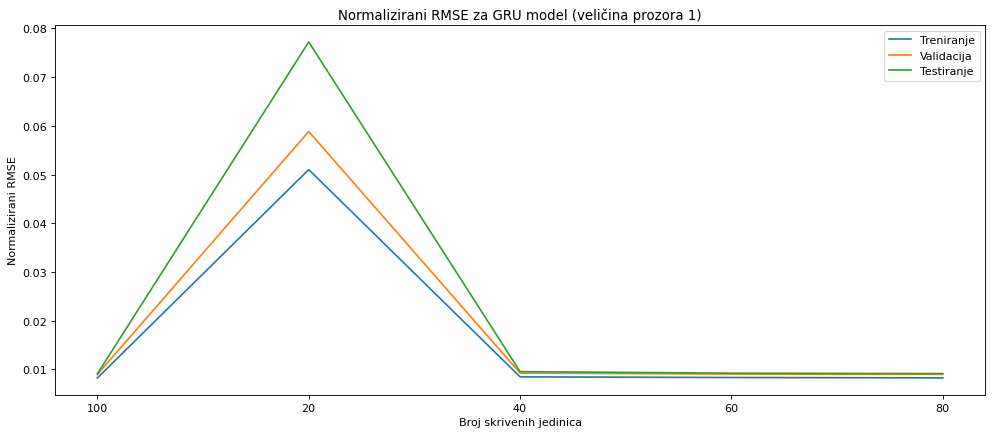 Normalizirani RMSE za GRU model (veličina prozora 1)
Treniranje
Validacija
Testiranje
Normalizirani RMSE
0.08
0.07
0.06
0.05
0.04
0.03
0.02
0.01
100 20 40 60 80
Broj skrivenih jedinica